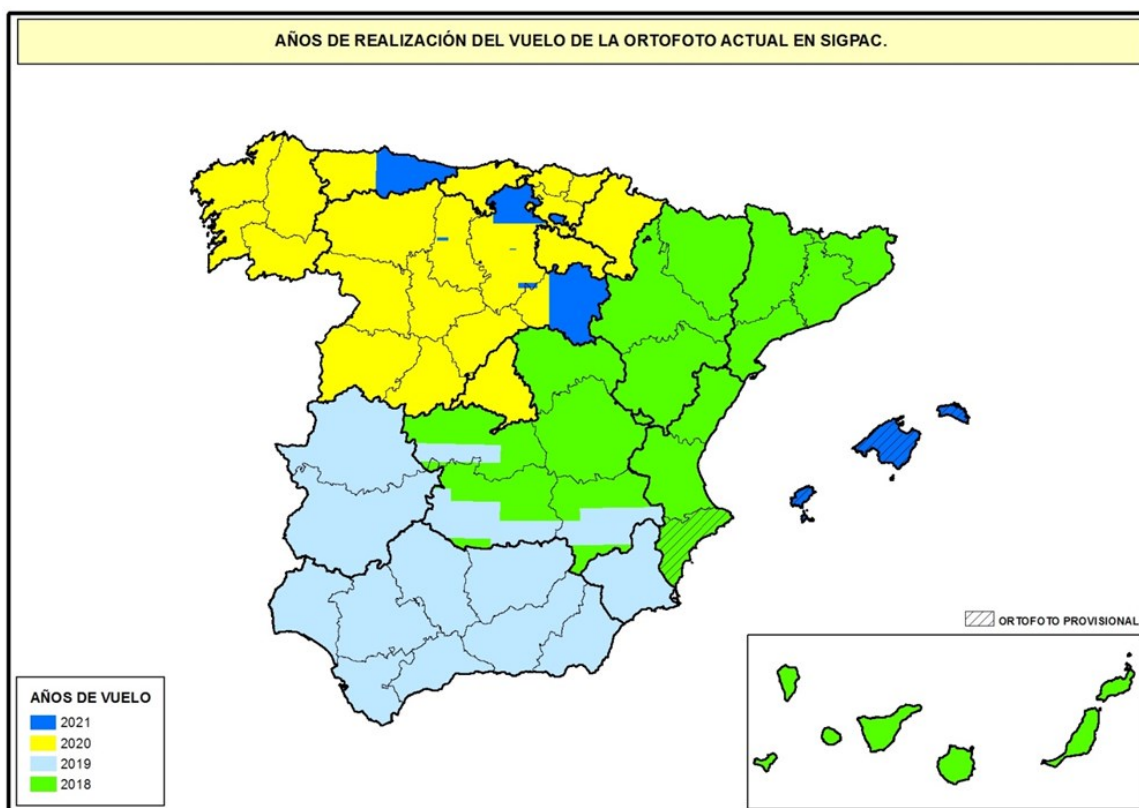 AÑOS DE REALIZACIÓN DEL VUELO DE LA ORTOFOTO ACTUAL EN SIGPAC.
ORTOFOTO PROVISIONAL
AÑOS DE VUELO
2021
2020
2019
2018